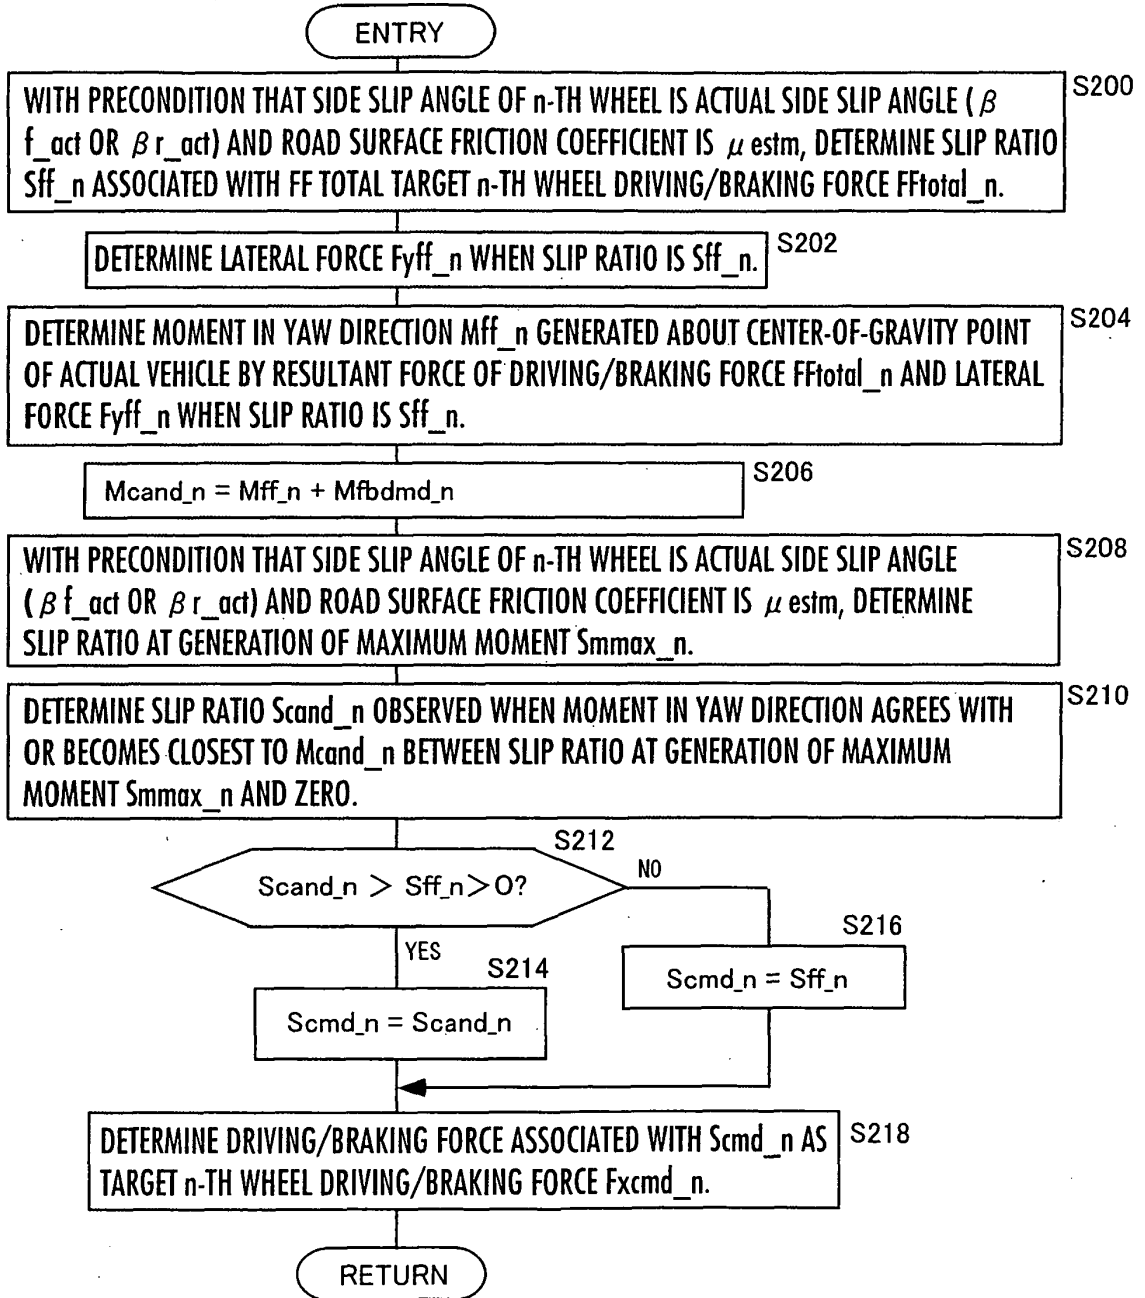 ENTRY
S200
WITH PRECONDITION THAT SIDE SLIP ANGLE OF n-TH WHEEL IS ACTUAL SIDE SLIP ANGLE (β
f_act OR βr_act) AND ROAD SURFACE FRICTION COEFFICIENT IS μestm, DETERMINE SLIP RATIO
Sff_n ASSOCIATED WITH FF TOTAL TARGET n-TH WHEEL DRIVING/BRAKING FORCE FFtotal_n.
S202
DETERMINE LATERAL FORCE Fyff_n WHEN SLIP RATIO IS Sff_n.
S204
DETERMINE MOMENT IN YAW DIRECTION Mff_n GENERATED ABOUT CENTER-OF-GRAVITY POINT
OF ACTUAL VEHICLE BY RESULTANT FORCE OF DRIVING/BRAKING FORCE FFtotal_n AND LATERAL
FORCE Fyff_n WHEN SLIP RATIO IS Sff_n.
S206
Mcand_n = Mff_n + Mfbdmd_n
S208
WITH PRECONDITION THAT SIDE SLIP ANGLE OF n-TH WHEEL IS ACTUAL SIDE SLIP ANGLE
(βf_act OR βr_act) AND ROAD SURFACE FRICTION COEFFICIENT IS μestm, DETERMINE
SLIP RATIO AT GENERATION OF MAXIMUM MOMENT Smmax_n.
S210
DETERMINE SLIP RATIO Scand_n OBSERVED WHEN MOMENT IN YAW DIRECTION AGREES WITH
OR BECOMES CLOSEST TO Mcand_n BETWEEN SLIP RATIO AT GENERATION OF MAXIMUM
MOMENT Smmax_n AND ZERO.
S212
Scand_n > Sff_n>0?
NO
YES
S214
Scmd_n = Scand_n
S216
Scmd_n = Sff_n
S218
DETERMINE DRIVING/BRAKING FORCE ASSOCIATED WITH Scmd_n AS
TARGET n-TH WHEEL DRIVING/BRAKING FORCE Fxcmd_n.
RETURN